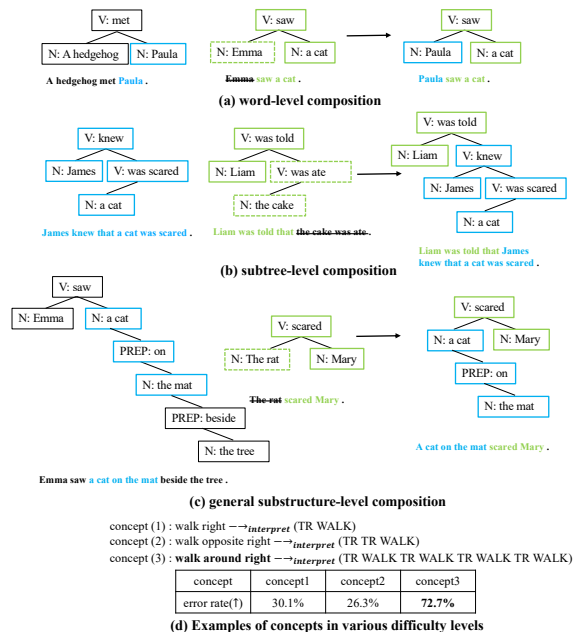 V: met
N: A hedgehog N: Paula
A hedgehog met Paula .
V: saw
N: Emma N: a cat
Emma saw a cat .
V: saw
N: Paula N: a cat
Paula saw a cat .
(a) word-level composition
V: knew
N: James V: was scared
N: a cat
James knew that a cat was scared .
V: was told
N: Liam V: was ate
N: the cake
Liam was told that the cake was ate .
V: was told
N: Liam V: knew
N: James V: was scared
N: a cat
Liam was told that James
knew that a cat was scared .
(b) subtree-level composition
V: saw
N: Emma N: a cat
PREP: on
N: the mat
PREP: beside
N: the tree
Emma saw a cat on the mat beside the tree .
V: scared
N: The rat N: Mary
The rat scared Mary .
V: scared
N: a cat N: Mary
PREP: on
N: the mat
A cat on the mat scared Mary .
(c) general substructure-level composition
concept (1) : walk right −→interpret (TR WALK)
concept (2) : walk opposite right −→interpret (TR TR WALK)
concept (3) : walk around right −→interpret (TR WALK TR WALK TR WALK TR WALK)
concept concept1 concept2 concept3
error rate(↑) 30.1% 26.3% 72.7%
(d) Examples of concepts in various difficulty levels